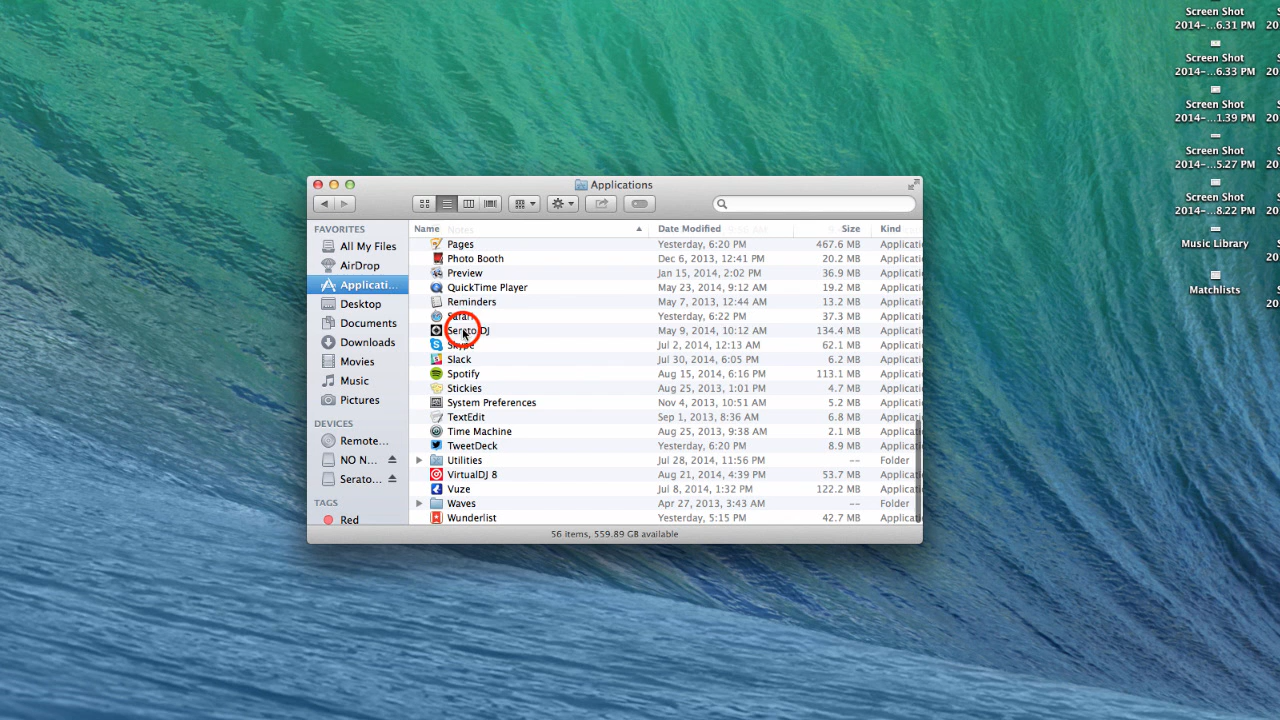 Screen Shot
2014-...6.31 PM
Screen Shot
2014-...6.33 PM
Screen Shot
2014-...1.39 PM
Screen Shot
2014-...5.27 PM
Screen Shot
2014-...8.22 PM
Music Library
Matchlists
S
20
S
20
S
20
S
20
20
Applications
FAVORITES
All My Files
AirDrop
Applicati...
Desktop
Documents
Downloads
Movies
Music
Pictures
DEVICES
Remote...
NO N...
Serato...
TAGS
Red
Name Notes Date Modified Size Kind
Pages Yesterday, 6:20 PM 467.6 MB Applicati
Photo Booth Dec 6, 2013, 12:41 PM 20.2 MB Applicati
Preview Jan 15, 2014, 2:02 PM 36.9 MB Applicati
QuickTime Player May 23, 2014, 9:12 AM 19.2 MB Applicati
Reminders May 7, 2013, 12:44 AM 13.2 MB Applicati
Safari Yesterday, 6:22 PM 37.3 MB Applicati
Serato DJ May 9, 2014, 10:12 AM 134.4 MB Applicati
Skype Jul 2, 2014, 12:13 AM 62.1 MB Applicati
Slack Jul 30, 2014, 6:05 PM 6.2 MB Applicati
Spotify Aug 15, 2014, 6:16 PM 113.1 MB Applicati
Stickies Aug 25, 2013, 1:01 PM 4.7 MB Applicati
System Preferences Nov 4, 2013, 10:51 AM 5.2 MB Applicati
TextEdit Sep 1, 2013, 8:36 AM 6.8 MB Applicati
Time Machine Aug 25, 2013, 9:38 AM 2.1 MB Applicati
TweetDeck Yesterday, 6:20 PM 8.9 MB Applicati
Utilities Jul 28, 2014, 11:56 PM -- Folder
VirtualDJ 8 Aug 21, 2014, 4:39 PM 53.7 MB Applicati
Vuze Jul 8, 2014, 1:32 PM 122.2 MB Applicati
Waves Apr 27, 2013, 3:43 AM -- Folder
Wunderlist Yesterday, 5:15 PM 42.7 MB Applicati
56 items, 559.89 GB available